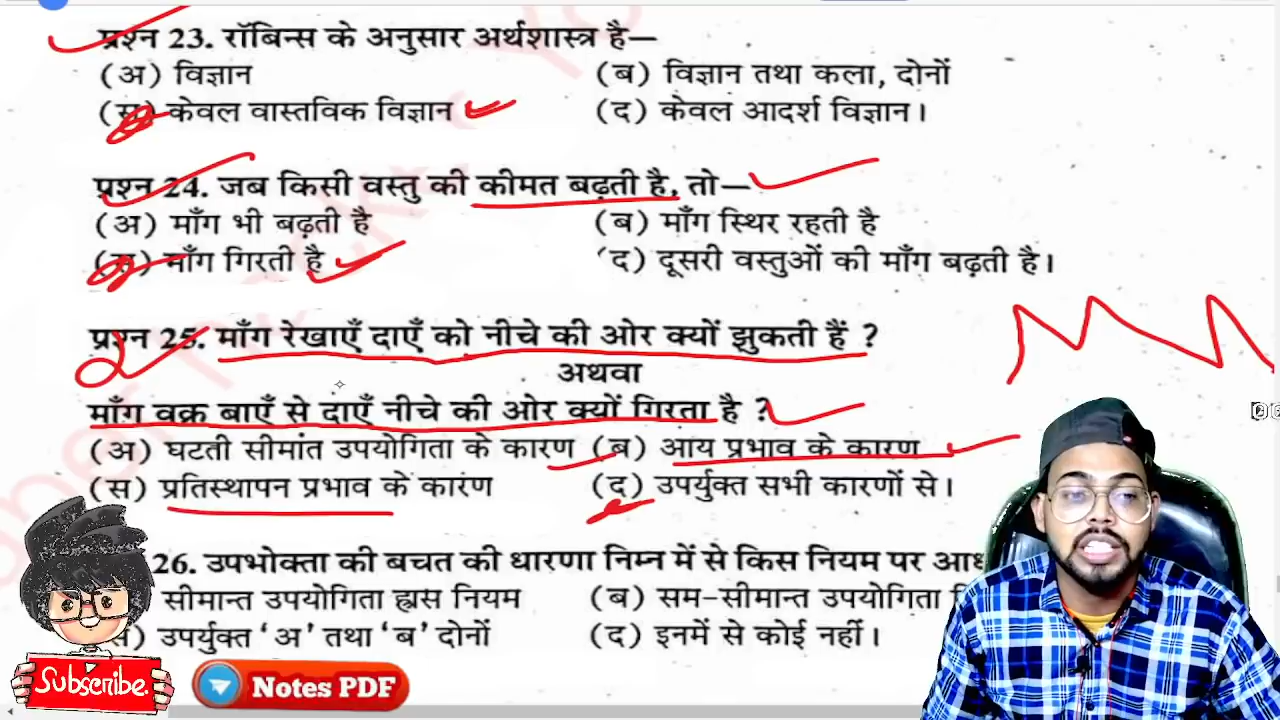 प्रश्न 23. रॉबिन्स के अनुसार अर्थशास्त्र है—
(अ) विज्ञान (ब) विज्ञान तथा कला, दोनों
(स) केवल वास्तविक विज्ञान (द) केवल आदर्श विज्ञान।
प्रश्न 24. जब किसी वस्तु की कीमत बढ़ती है, तो—
(अ) माँग भी बढ़ती है (ब) माँग स्थिर रहती है
(स) माँग गिरती है (द) दूसरी वस्तुओं की माँग बढ़ती है।
प्रश्न 25. माँग रेखाएँ दाएँ को नीचे की ओर क्यों झुकती हैं ?
अथवा
माँग वक्र बाएँ से दाएँ नीचे की ओर क्यों गिरता है ?
(अ) घटती सीमांत उपयोगिता के कारण (ब) आय प्रभाव के कारण
(स) प्रतिस्थापन प्रभाव के कारंण (द) उपर्युक्त सभी कारणों से।
26. उपभोक्ता की बचत की धारणा निम्न में से किस नियम पर
सीमान्त उपयोगिता ह्रास नियम (ब) सम-सीमान्त उपयोगिता
(स) उपर्युक्त ‘अ’ तथा ‘ब’ दोनों (द) इनमें से कोई नहीं।
Subscribe.
Notes PDF